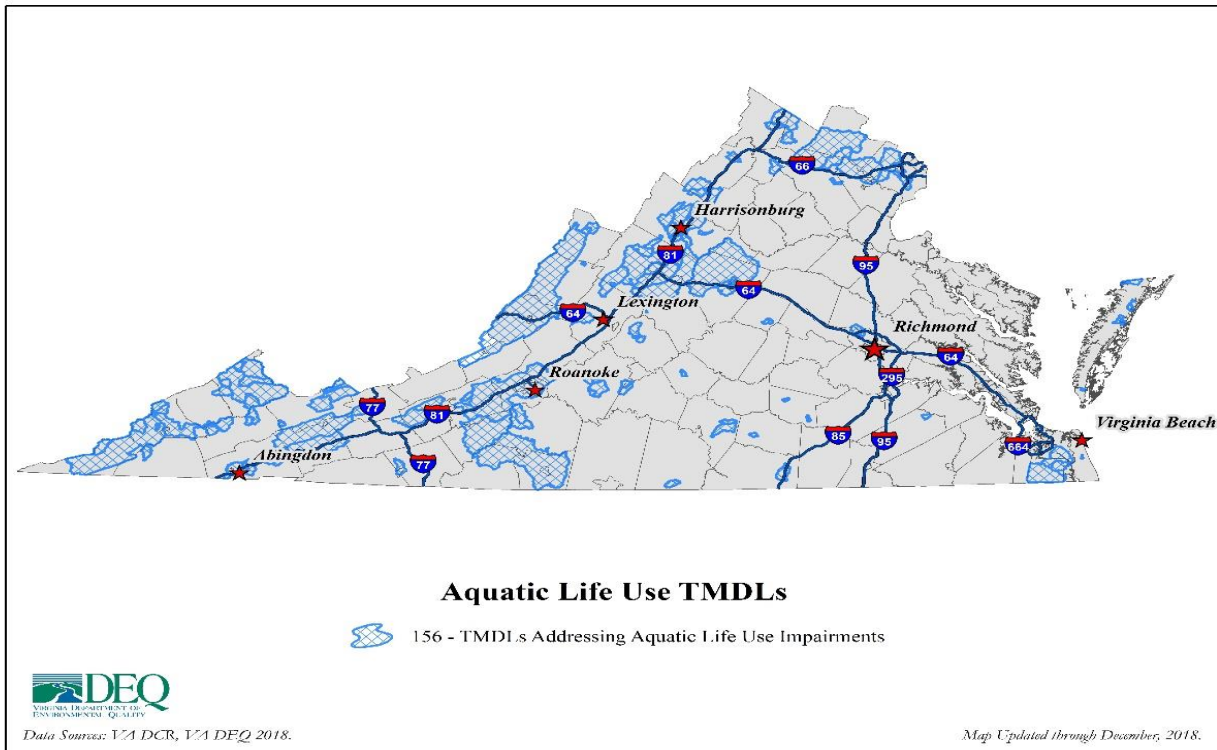 66
Harrisonburg
81
95
64
Lexington
64
Richmond
64
Roanoke
295
77
81
Virginia Beach
85
95
664
Abingdon
77
Aquatic Life Use TMDLs
156 - TMDLs Addressing Aquatic Life Use Impairments
DEQ
VIRGINIA DEPARTMENT OF
ENVIRONMENTAL QUALITY
Data Sources: VA DCR, VA DEQ 2018.
Map Updated through December, 2018.